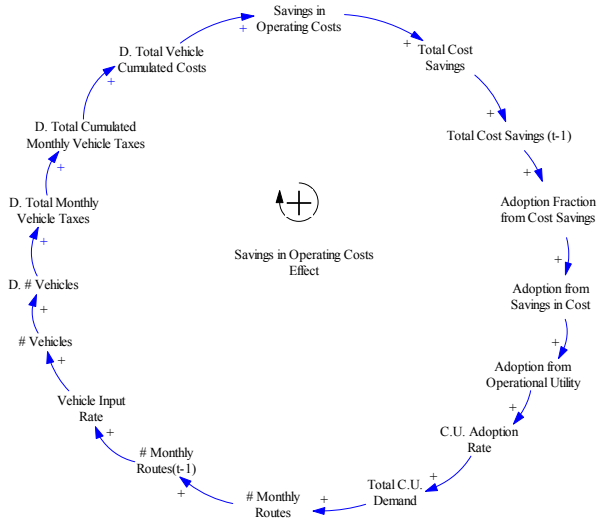 Savings in
Operating Costs
+
Total Cost
Savings
+
Total Cost Savings (t-1)
+
Adoption Fraction
from Cost Savings
+
Adoption from
Savings in Cost
+
Adoption from
Operational Utility
+
C.U. Adoption
Rate
+
Total C.U.
Demand
+
# Monthly
Routes
+
# Monthly
Routes(t-1)
+
Vehicle Input
Rate
+
# Vehicles
+
D. # Vehicles
+
D. Total Monthly
Vehicle Taxes
+
D. Total Cumulated
Monthly Vehicle Taxes
+
D. Total Vehicle
Cumulated Costs
+
+
Savings in Operating Costs
Effect